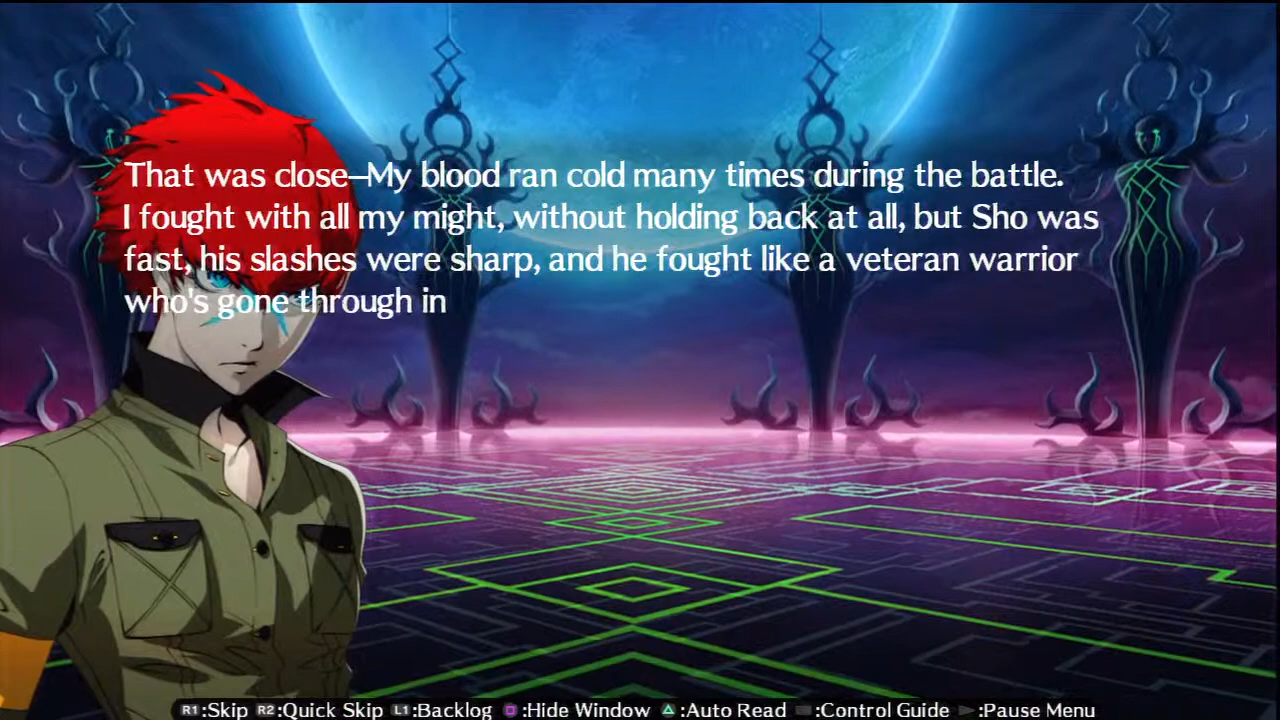 That was close—My blood ran cold many times during the battle.
I fought with all my might, without holding back at all, but Sho was
fast, his slashes were sharp, and he fought like a veteran warrior
who's gone through in
R1:Skip R2:Quick Skip L1:Backlog :Hide Window :Auto Read :Control Guide :Pause Menu